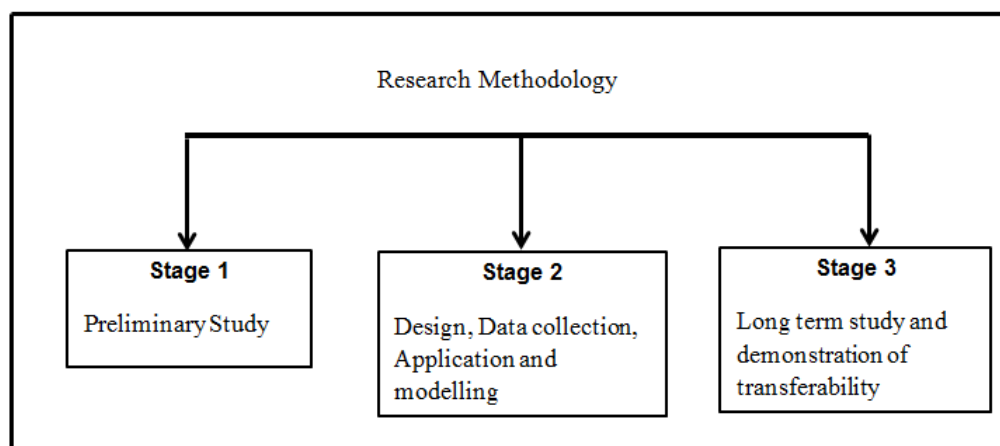 Research Methodology
Stage 1
Preliminary Study
Stage 2
Design, Data collection,
Application and
modelling
Stage 3
Long term study and
demonstration of
transferability